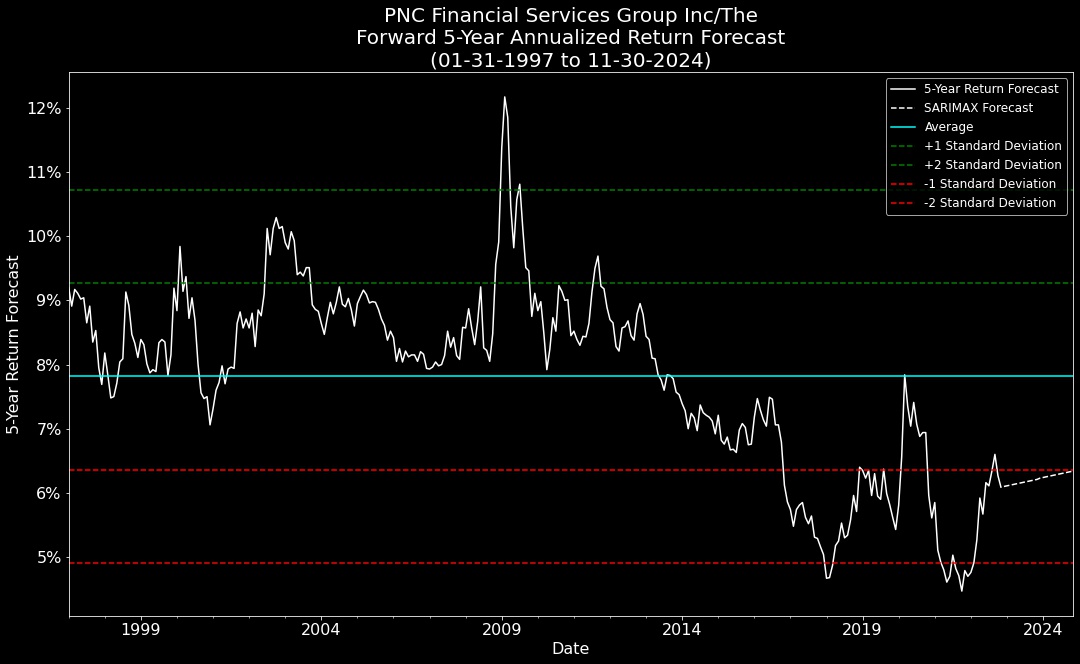 PNC Financial Services Group Inc/The
Forward 5-Year Annualized Return Forecast
(01-31-1997 to 11-30-2024)
5-Year Return Forecast
SARIMAX Forecast
Average
+1 Standard Deviation
+2 Standard Deviation
-1 Standard Deviation
-2 Standard Deviation
12%
11%
10%
9%
8%
7%
6%
5%
5-Year Return Forecast
1999
2004
2009
2014
2019
2024
Date